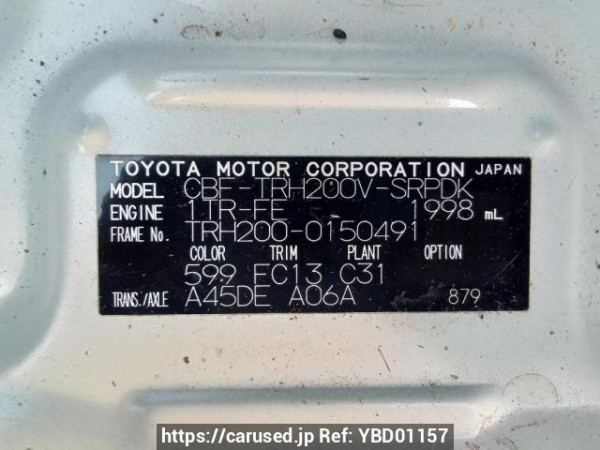 TOYOTA MOTOR CORPORATION JAPAN
MODEL CBF-TRH200V-SRPDK
ENGINE 1TR-FE 1998 mL
FRAME No. TRH200-0150491
COLOR TRIM PLANT OPTION
599 FC13 C31
TRANS./AXLE A45DE A06A 879
https://carused.jp Ref: YBD01157